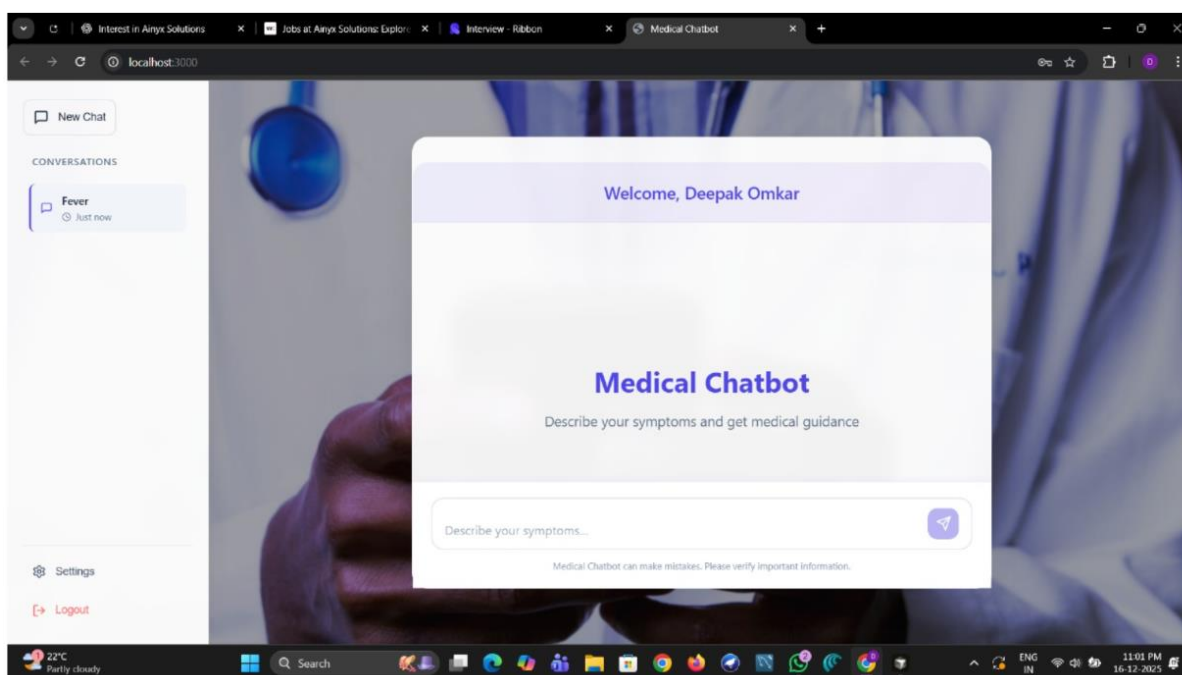 Interest in Ainyx Solutions
Jobs at Ainyx Solutions: Explore
Interview - Ribbon
Medical Chatbot
localhost:3000
D
New Chat
CONVERSATIONS
Fever
Just now
Welcome, Deepak Omkar
Medical Chatbot
Describe your symptoms and get medical guidance
Describe your symptoms...
Medical Chatbot can make mistakes. Please verify important information.
Settings
Logout
22°C
Partly cloudy
Search
ENG
IN
11:01 PM
16-12-2025